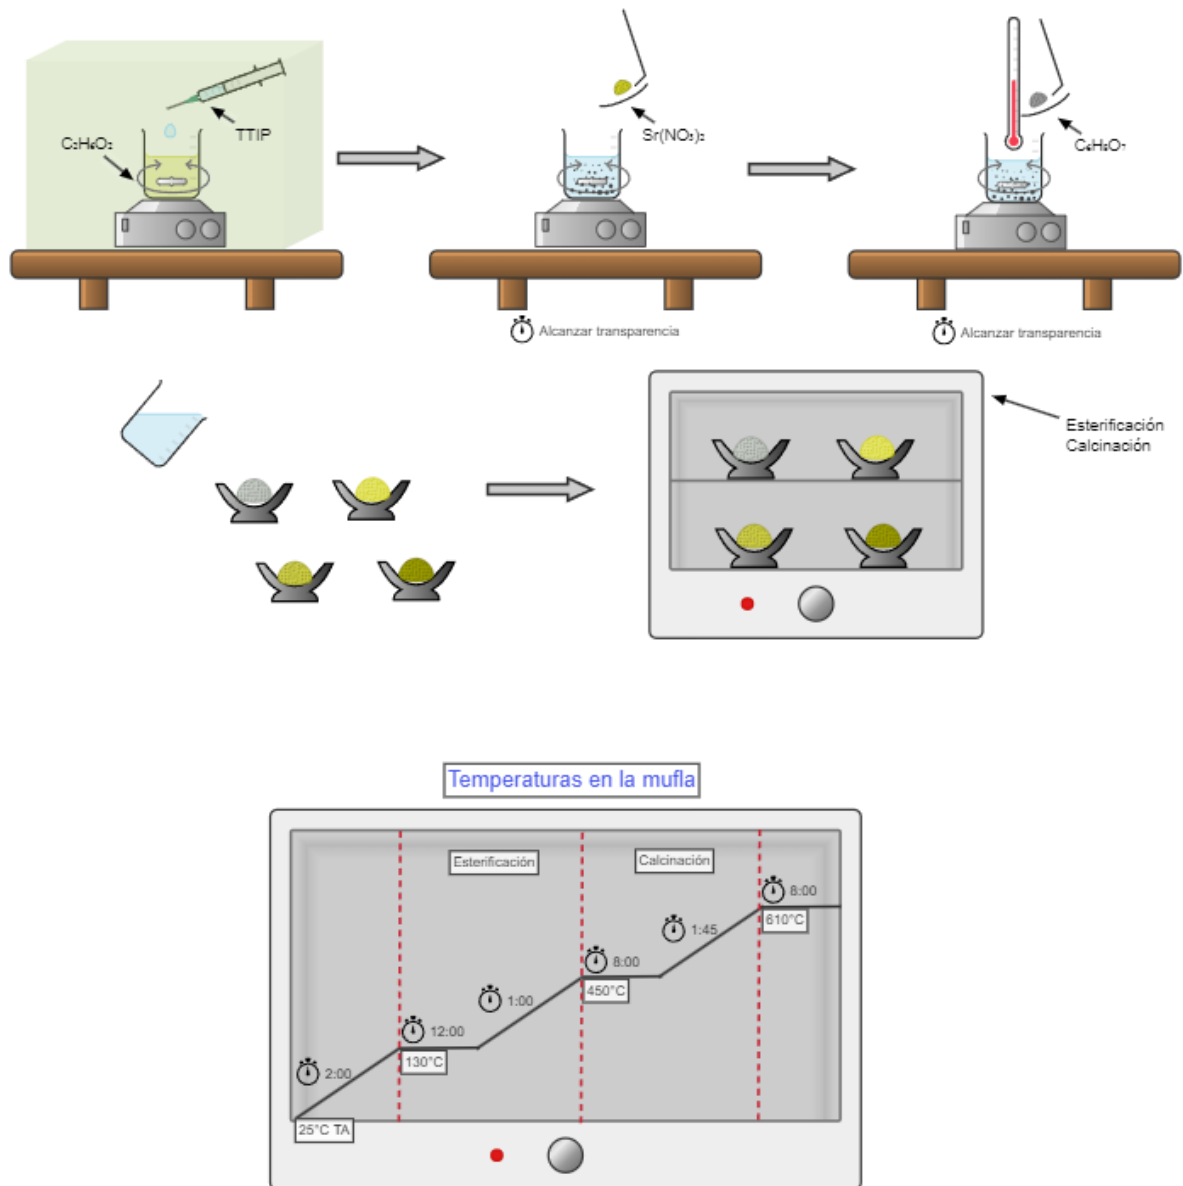 C₂H₆O₂
TTIP
Sr(NO₃)₂
C₆H₈O₇
Alcanzar transparencia
Alcanzar transparencia
Esterificación
Calcinación
Temperaturas en la mufla
Esterificación
Calcinación
8:00
610°C
1:45
8:00
450°C
1:00
12:00
130°C
2:00
25°C TA